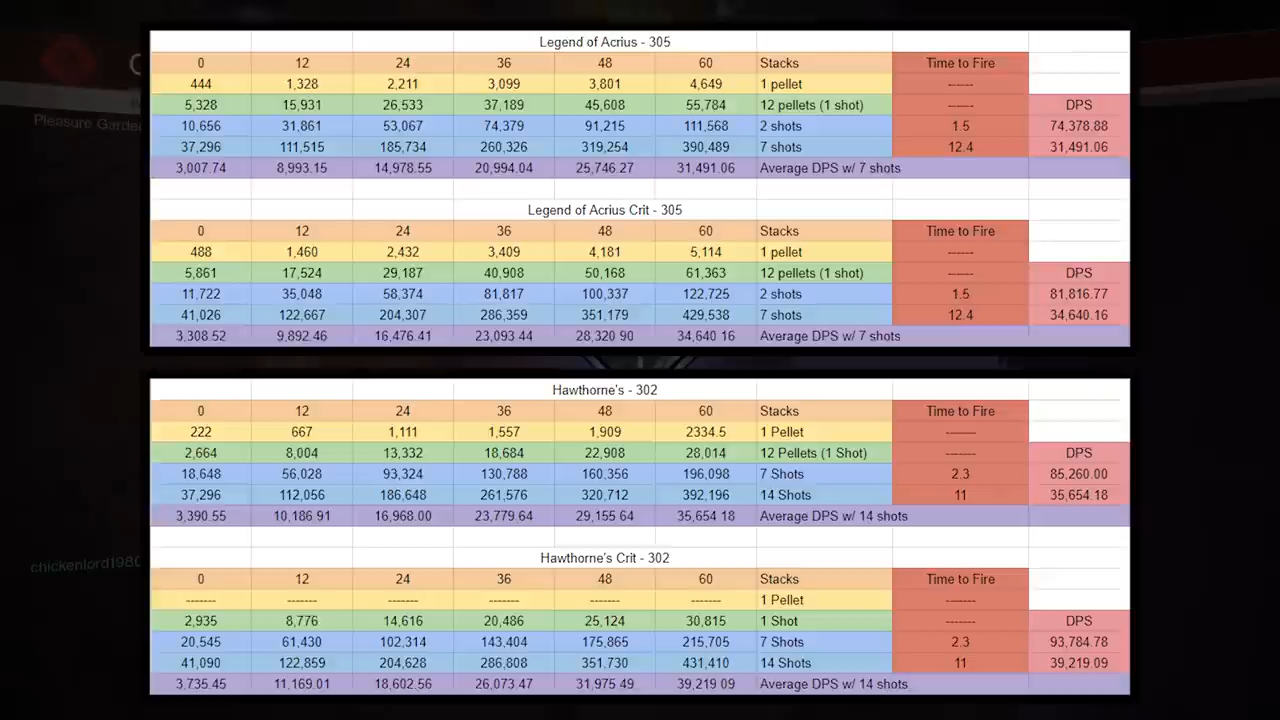 Legend of Acrius - 305
0 12 24 36 48 60 Stacks Time to Fire
444 1,328 2,211 3,099 3,801 4,649 1 pellet ------
5,328 15,931 26,533 37,189 45,608 55,784 12 pellets (1 shot) ------ DPS
10,656 31,861 53,067 74,379 91,215 111,568 2 shots 1.5 74,378.88
37,296 111,515 185,734 260,326 319,254 390,489 7 shots 12.4 31,491.06
3,007.74 8,993.15 14,978.55 20,994.04 25,746.27 31,491.06 Average DPS w/ 7 shots
Legend of Acrius Crit - 305
0 12 24 36 48 60 Stacks Time to Fire
488 1,460 2,432 3,409 4,181 5,114 1 pellet ------
5,861 17,524 29,187 40,908 50,168 61,363 12 pellets (1 shot) ------ DPS
11,722 35,048 58,374 81,817 100,337 122,725 2 shots 1.5 81,816.77
41,026 122,667 204,307 286,359 351,179 429,538 7 shots 12.4 34,640.16
3,308.52 9,892.46 16,476.41 23,093.44 28,320.90 34,640.16 Average DPS w/ 7 shots
Pleasure Garde
Hawthorne's - 302
0 12 24 36 48 60 Stacks Time to Fire
222 667 1,111 1,557 1,909 2334.5 1 Pellet -------
2,664 8,004 13,332 18,684 22,908 28,014 12 Pellets (1 Shot) ------- DPS
18,648 56,028 93,324 130,788 160,356 196,098 7 Shots 2.3 85,260.00
37,296 112,056 186,648 261,576 320,712 392,196 14 Shots 11 35,654.18
3,390.55 10,186.91 16,968.00 23,779.64 29,155.64 35,654.18 Average DPS w/ 14 shots
Hawthorne's Crit - 302
0 12 24 36 48 60 Stacks Time to Fire
------- ------- ------- ------- ------- ------- 1 Pellet -------
2,935 8,776 14,616 20,486 25,124 30,815 1 Shot ------- DPS
20,545 61,430 102,314 143,404 175,865 215,705 7 Shots 2.3 93,784.78
41,090 122,859 204,628 286,808 351,730 431,410 14 Shots 11 39,219.09
3,735.45 11,169.01 18,602.56 26,073.47 31,975.49 39,219.09 Average DPS w/ 14 shots
chickenlord1980